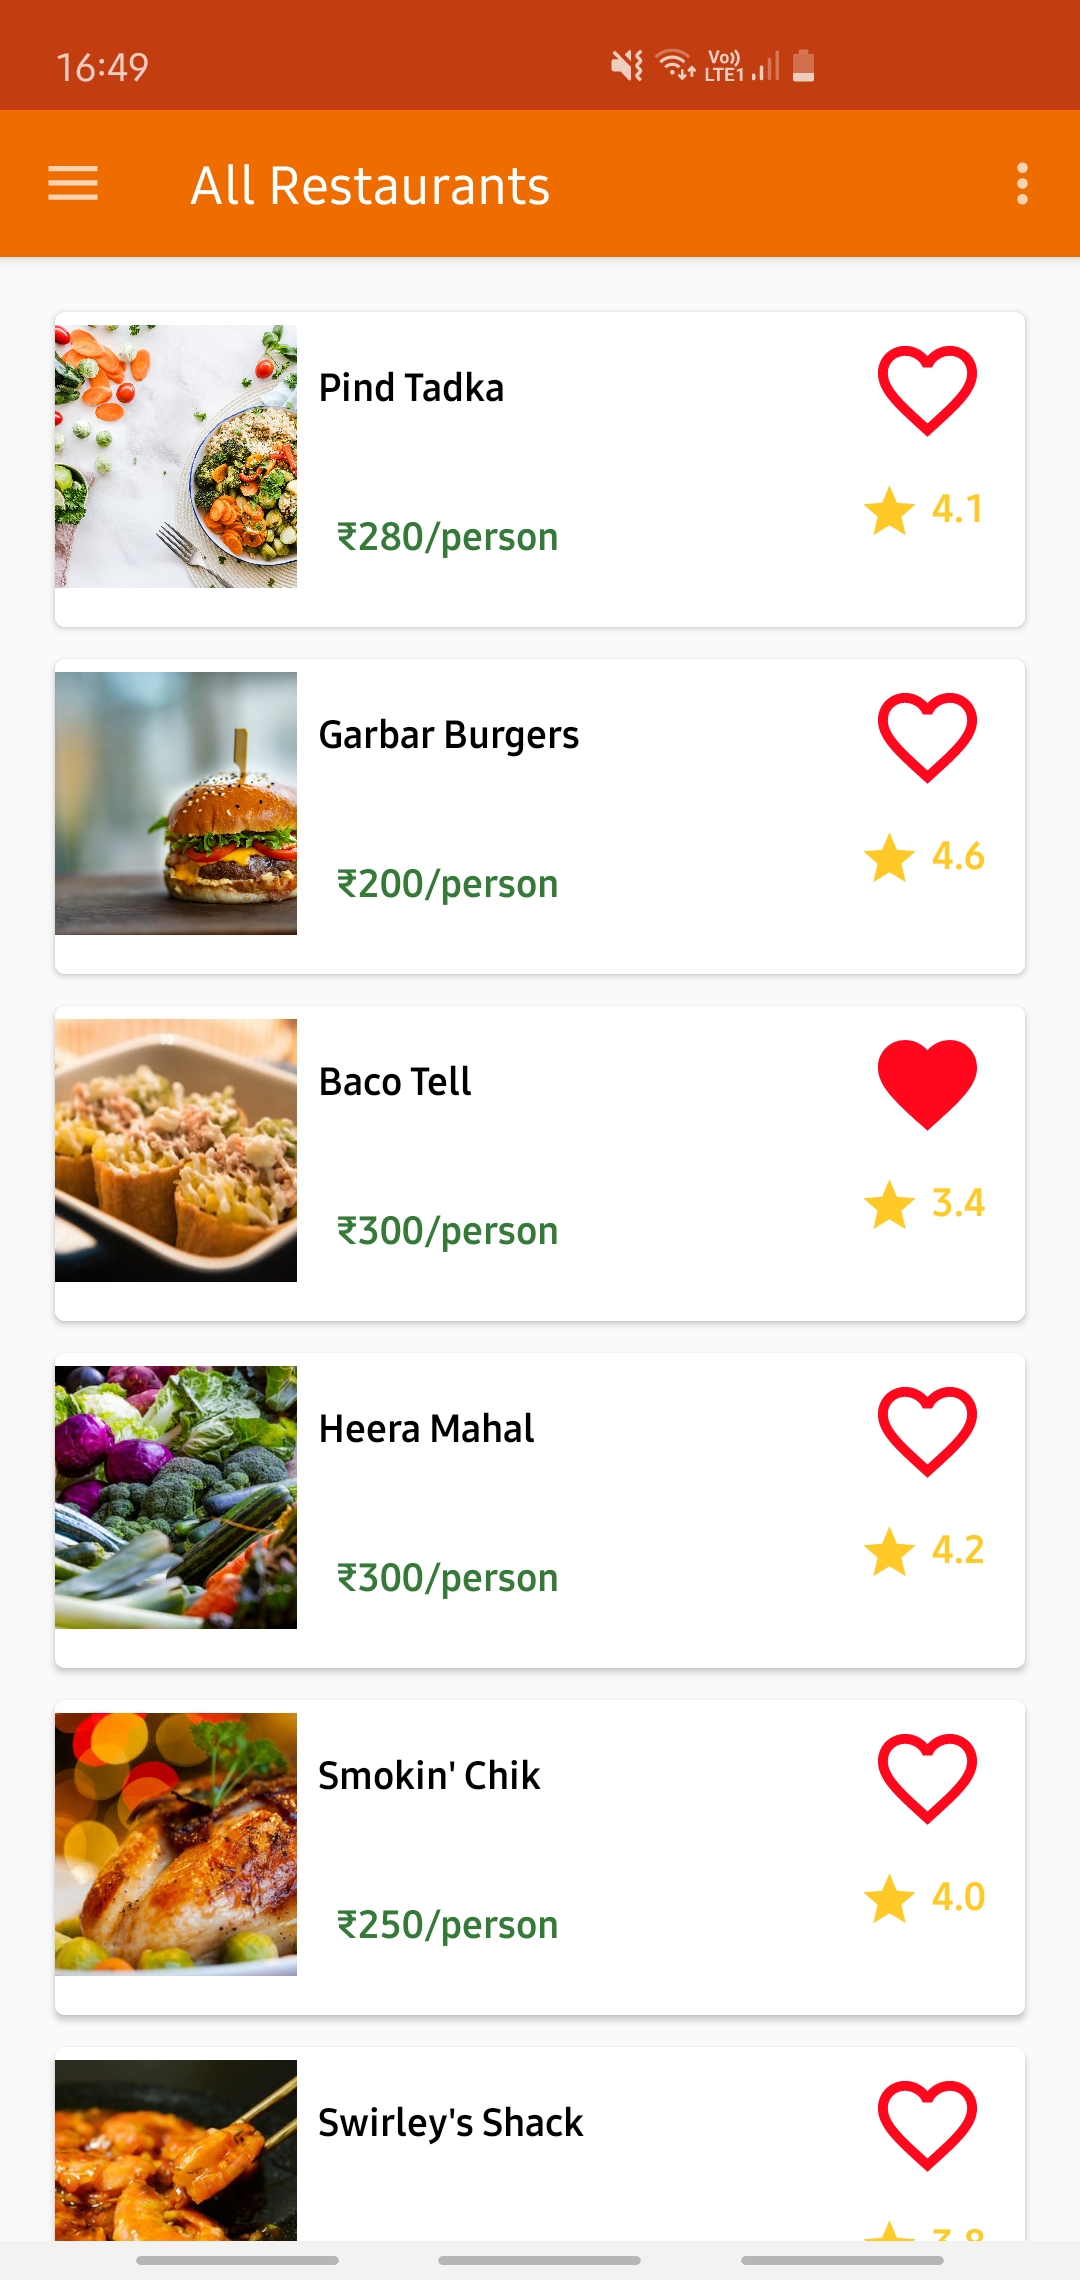 16:49
Vo))
LTE1
All Restaurants
Pind Tadka
4.1
₹280/person
Garbar Burgers
4.6
₹200/person
Baco Tell
3.4
₹300/person
Heera Mahal
4.2
₹300/person
Smokin' Chik
4.0
₹250/person
Swirley's Shack
3.8